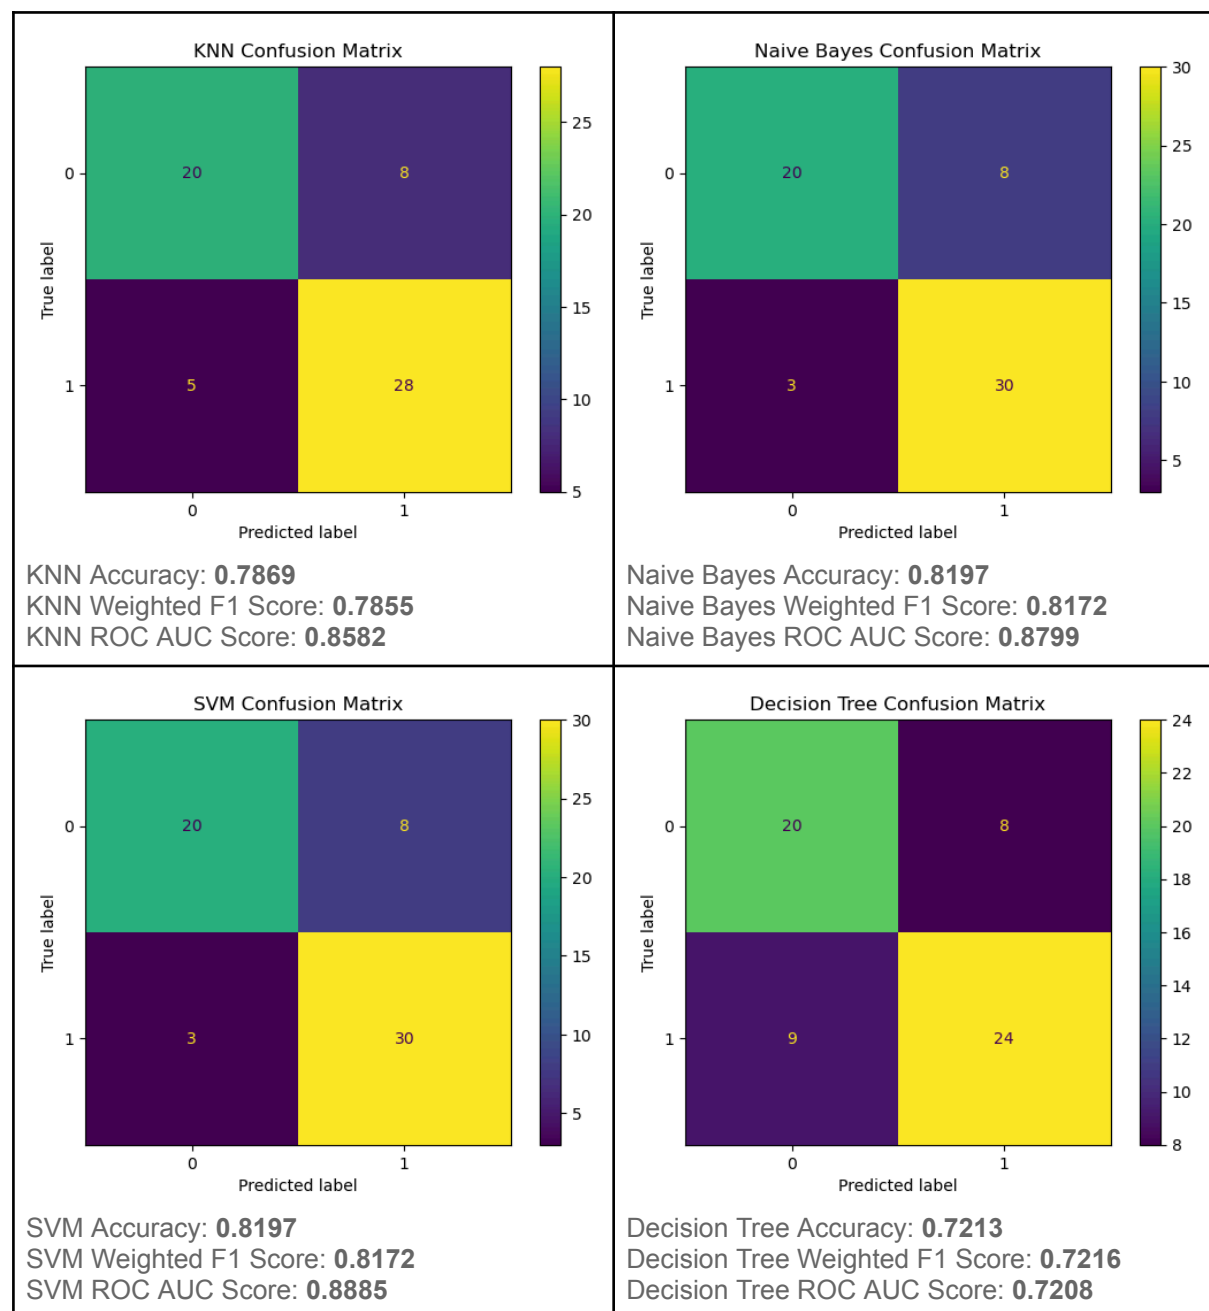 KNN Confusion Matrix
25
0
20
8
20
True label
15
1
5
28
10
5
0
1
Predicted label
KNN Accuracy: 0.7869
KNN Weighted F1 Score: 0.7855
KNN ROC AUC Score: 0.8582
Naive Bayes Confusion Matrix
30
25
0
20
8
20
True label
15
1
3
30
10
5
0
1
Predicted label
Naive Bayes Accuracy: 0.8197
Naive Bayes Weighted F1 Score: 0.8172
Naive Bayes ROC AUC Score: 0.8799
SVM Confusion Matrix
30
25
0
20
8
20
True label
15
1
3
30
10
5
0
1
Predicted label
SVM Accuracy: 0.8197
SVM Weighted F1 Score: 0.8172
SVM ROC AUC Score: 0.8885
Decision Tree Confusion Matrix
24
22
0
20
8
20
18
True label
16
14
1
9
24
12
10
8
0
1
Predicted label
Decision Tree Accuracy: 0.7213
Decision Tree Weighted F1 Score: 0.7216
Decision Tree ROC AUC Score: 0.7208